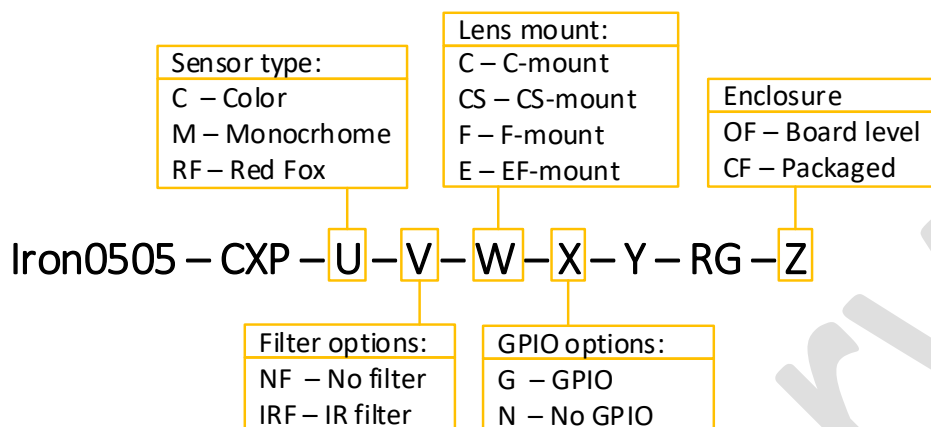 Lens mount:
C – C-mount
CS – CS-mount
F – F-mount
E – EF-mount
Sensor type:
C – Color
M – Monocrhome
RF – Red Fox
Enclosure
OF – Board level
CF – Packaged
Iron0505 – CXP – U – V – W – X – Y – RG – Z
Filter options:
NF – No filter
IRF – IR filter
GPIO options:
G – GPIO
N – No GPIO